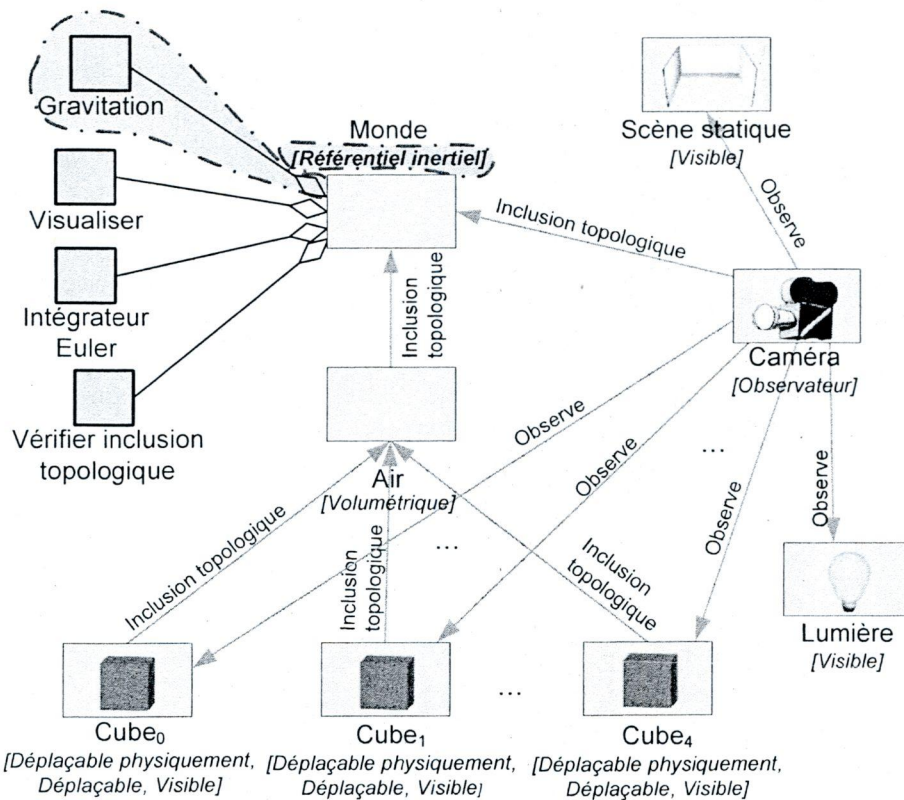 Gravitation
Monde
[Référentiel inertiel]
Scène statique
[Visible]
Visualiser
Inclusion topologique
Observe
Intégrateur
Euler
Inclusion
topologique
Caméra
[Observateur]
Vérifier inclusion
topologique
Air
[Volumétrique]
Observe
Observe
...
Observe
Observe
Inclusion topologique
Inclusion
topologique
...
Inclusion
topologique
Lumière
[Visible]
...
Cube₀
[Déplaçable physiquement,
Déplaçable, Visible]
Cube₁
[Déplaçable physiquement,
Déplaçable, Visible]
Cube₄
[Déplaçable physiquement,
Déplaçable, Visible]